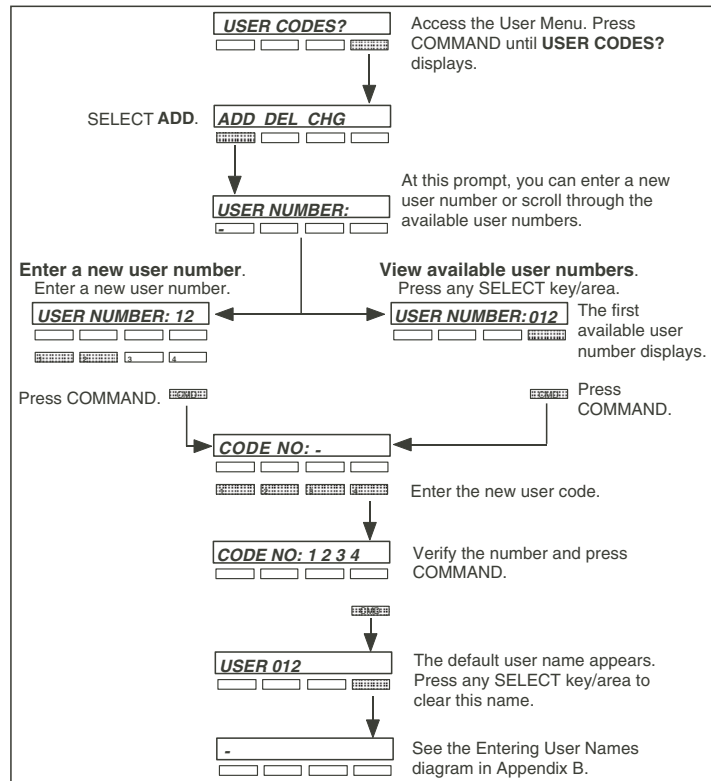 USER CODES?
Access the User Menu. Press
COMMAND until USER CODES?
displays.
SELECT ADD.
ADD DEL CHG
At this prompt, you can enter a new
user number or scroll through the
available user numbers.
USER NUMBER:
-
Enter a new user number.
Enter a new user number.
USER NUMBER: 12
1 2 3 4
Press COMMAND.
CMD
View available user numbers.
Press any SELECT key/area.
USER NUMBER: 012
The first
available user
number displays.
CMD
Press
COMMAND.
CODE NO: -
1 2 3 4
Enter the new user code.
CODE NO: 1 2 3 4
Verify the number and press
COMMAND.
CMD
USER 012
The default user name appears.
Press any SELECT key/area to
clear this name.
-
See the Entering User Names
diagram in Appendix B.